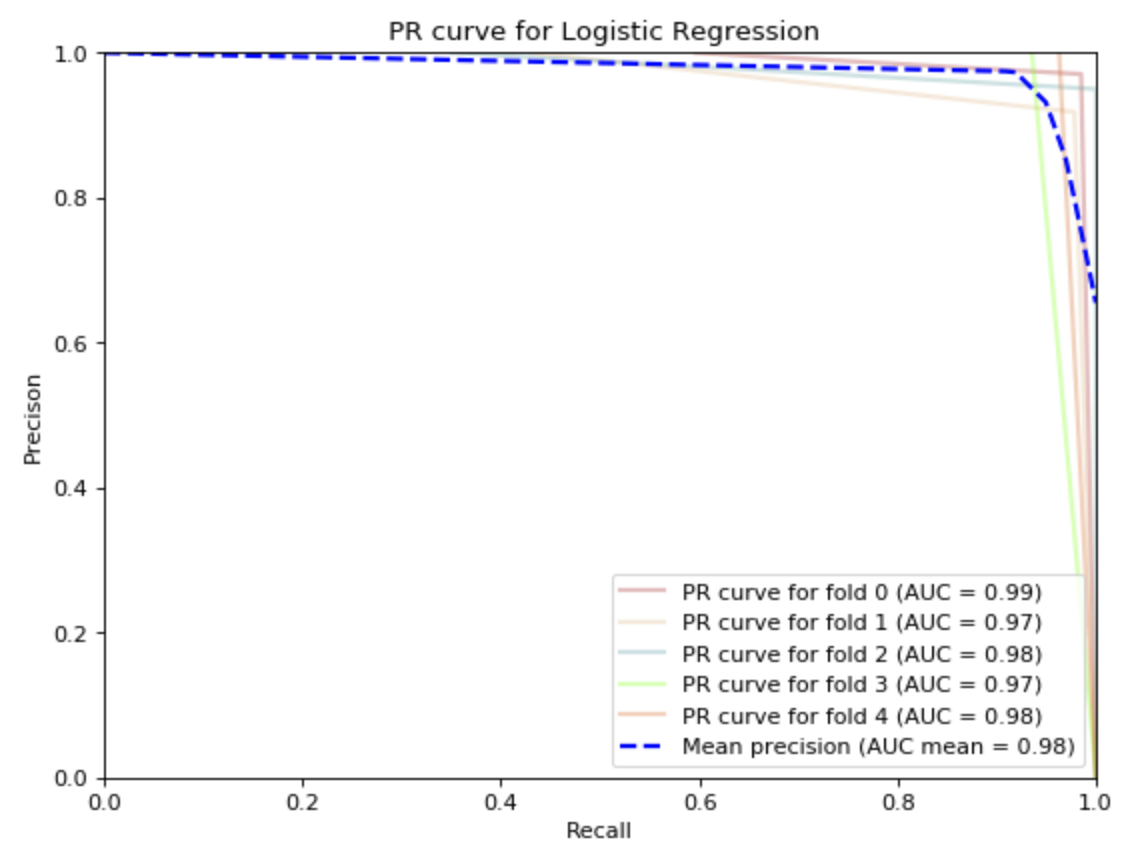 PR curve for Logistic Regression
1.0
0.8
0.6
0.4
0.2
0.0
Precison
PR curve for fold 0 (AUC = 0.99)
PR curve for fold 1 (AUC = 0.97)
PR curve for fold 2 (AUC = 0.98)
PR curve for fold 3 (AUC = 0.97)
PR curve for fold 4 (AUC = 0.98)
Mean precision (AUC mean = 0.98)
0.0 0.2 0.4 0.6 0.8 1.0
Recall